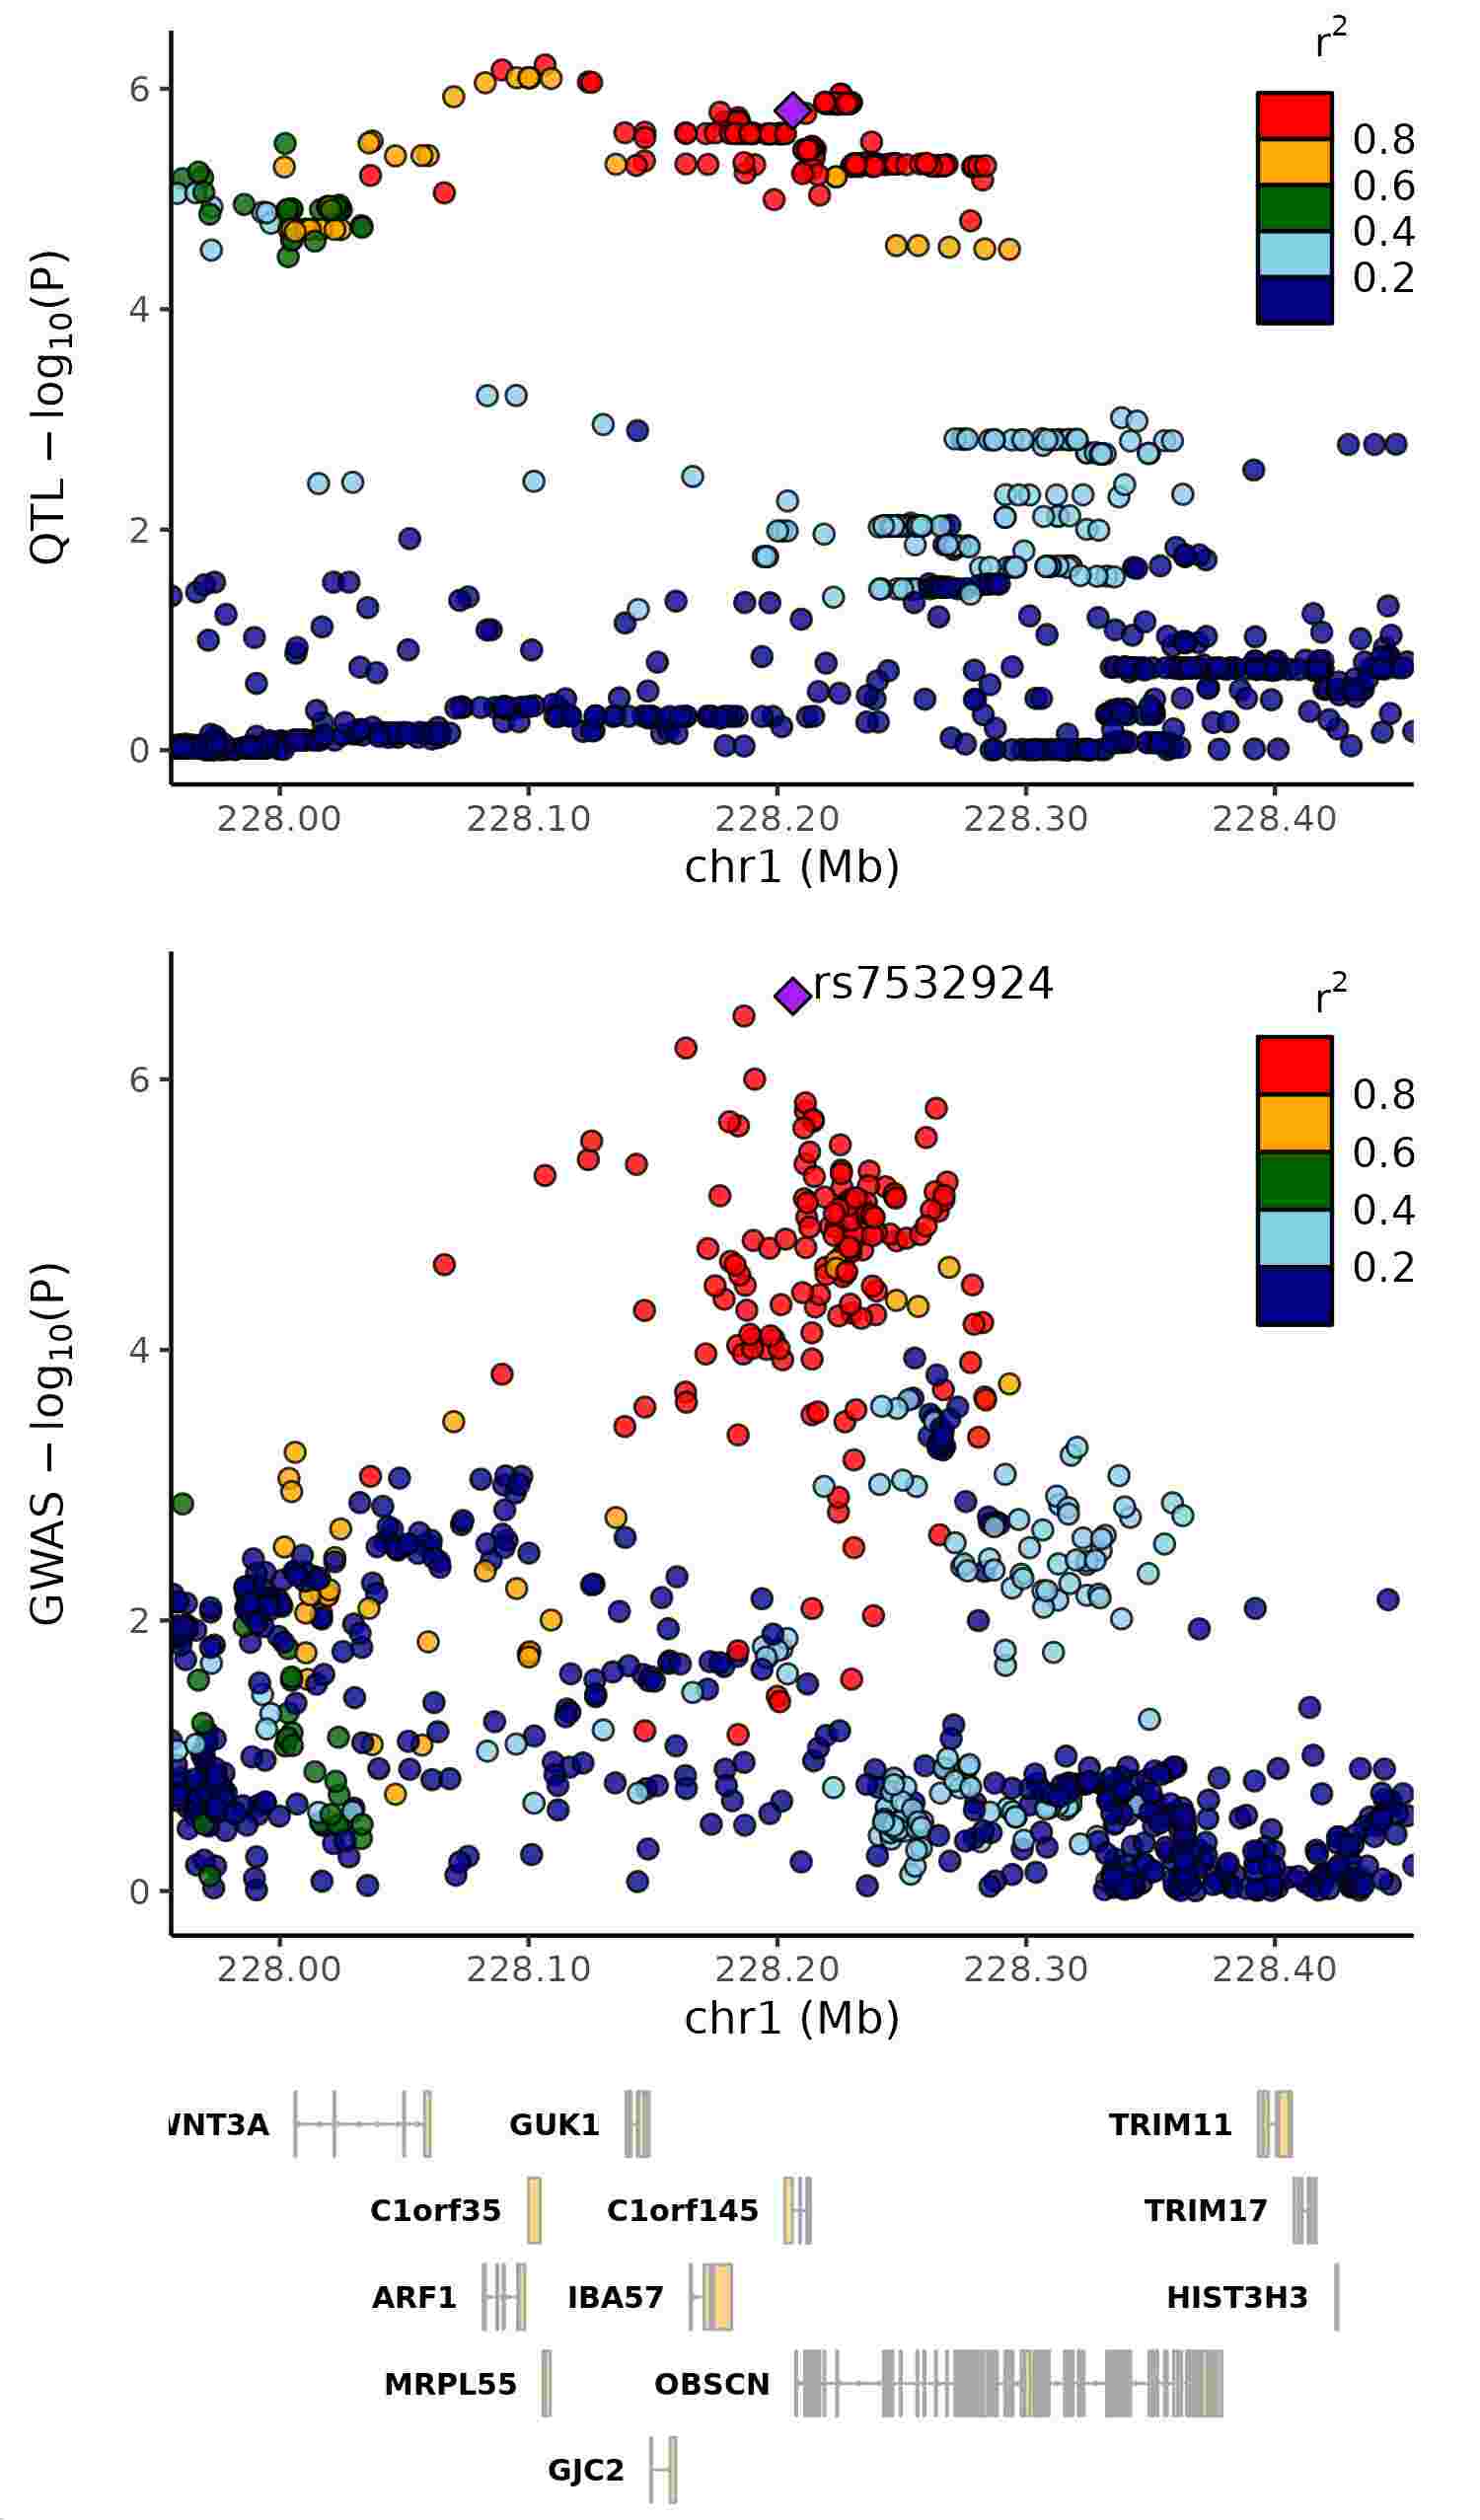 r2
6
4
2
0
QTL −log10(P)
0.8
0.6
0.4
0.2
228.00 228.10 228.20 228.30 228.40
chr1 (Mb)
rs7532924
r2
6
4
2
0
GWAS −log10(P)
0.8
0.6
0.4
0.2
228.00 228.10 228.20 228.30 228.40
chr1 (Mb)
WNT3A GUK1 TRIM11
C1orf35 C1orf145 TRIM17
ARF1 IBA57 HIST3H3
MRPL55 OBSCN
GJC2